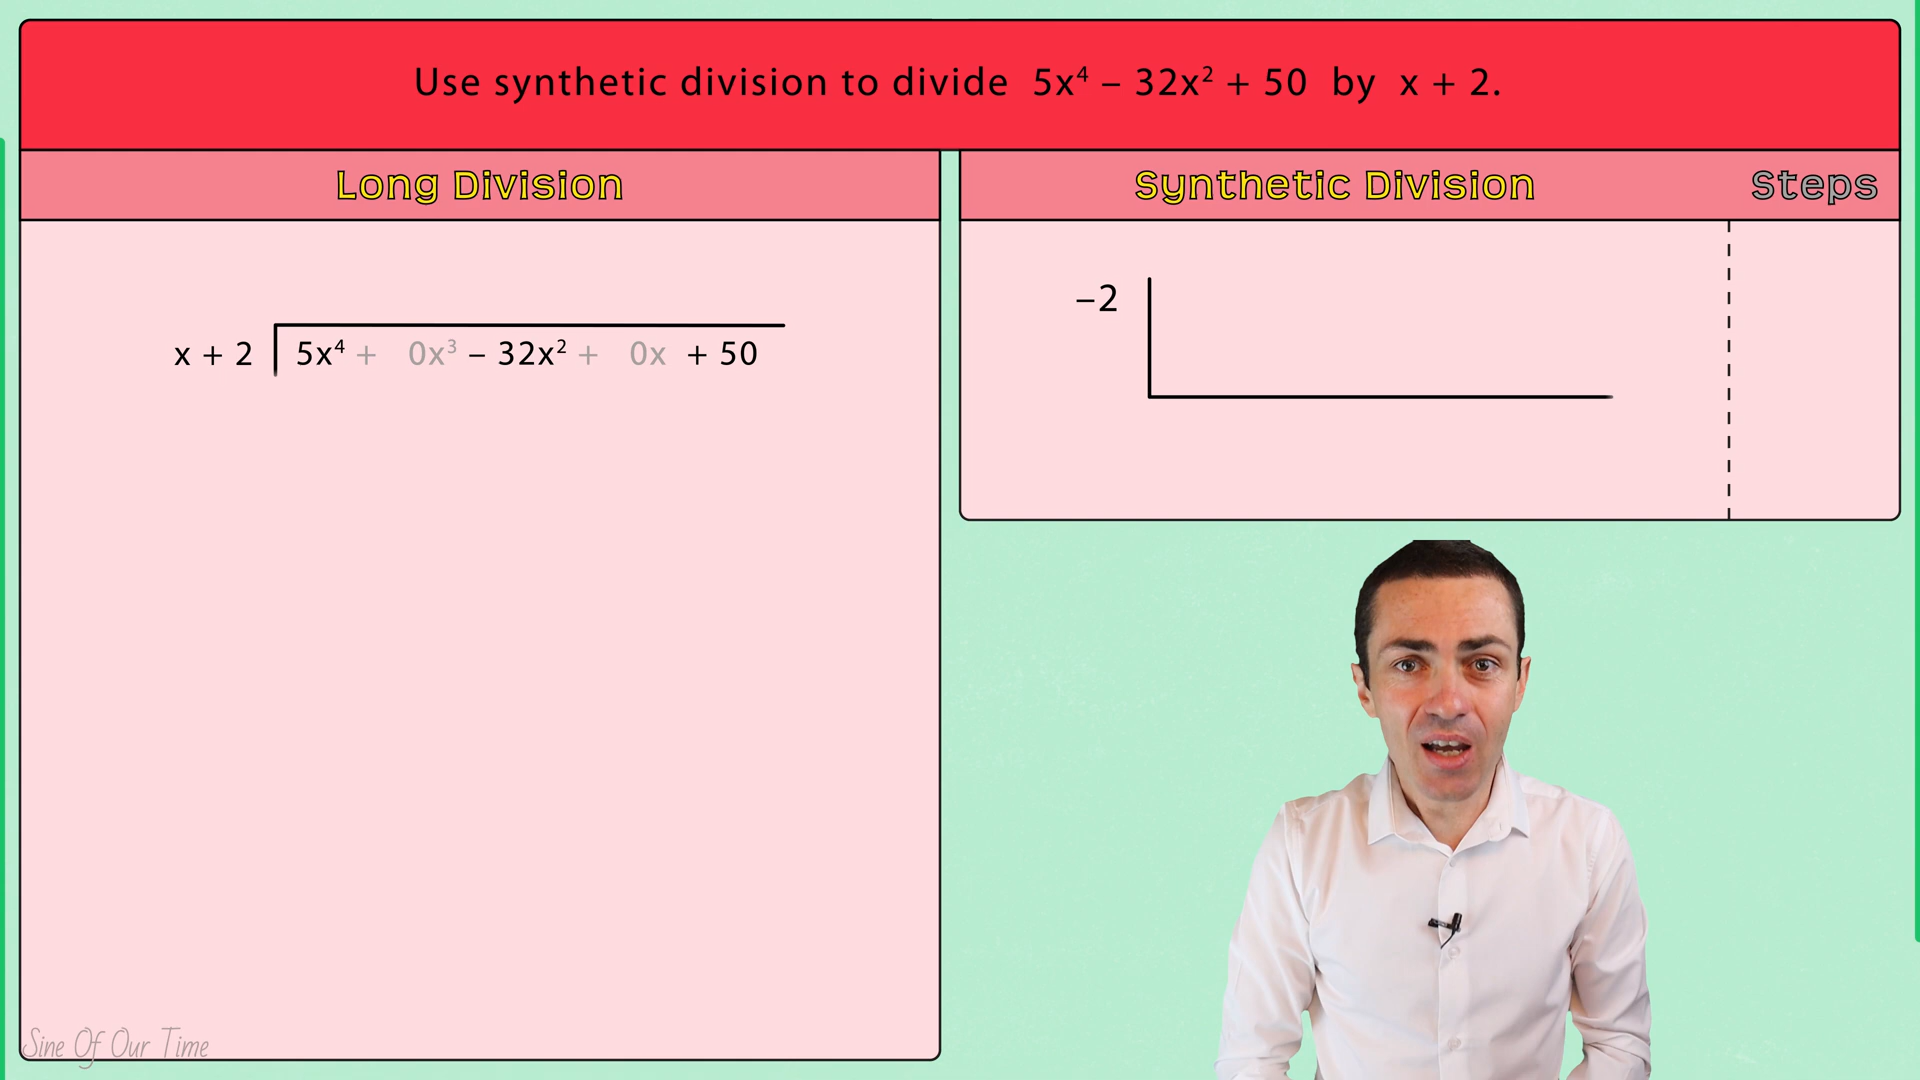 Use synthetic division to divide 5x⁴ – 32x² + 50 by x + 2.
Long Division
x + 2 5x⁴ + 0x³ – 32x² + 0x + 50
Synthetic Division Steps
–2
Sine Of Our Time